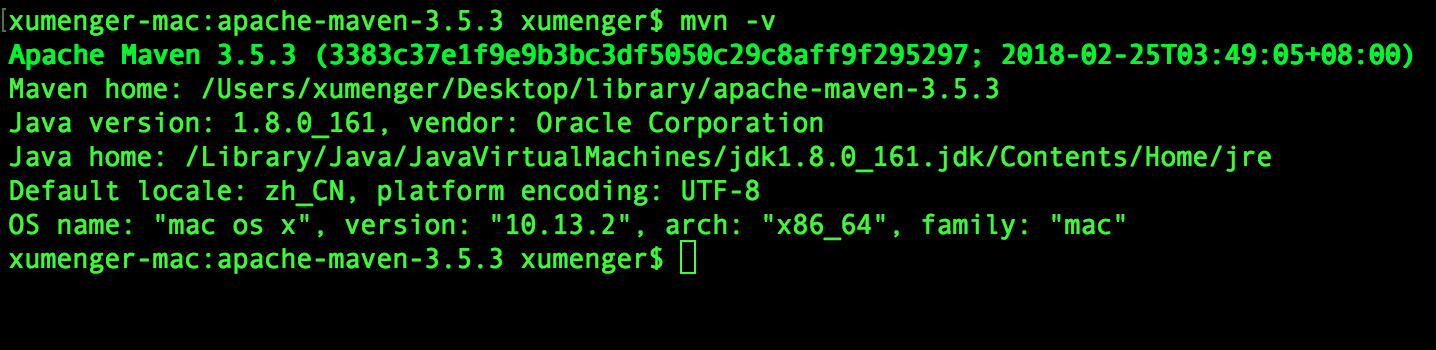 [xumenger-mac:apache-maven-3.5.3 xumenger$ mvn -v
Apache Maven 3.5.3 (3383c37e1f9e9b3bc3df5050c29c8aff9f295297; 2018-02-25T03:49:05+08:00)
Maven home: /Users/xumenger/Desktop/library/apache-maven-3.5.3
Java version: 1.8.0_161, vendor: Oracle Corporation
Java home: /Library/Java/JavaVirtualMachines/jdk1.8.0_161.jdk/Contents/Home/jre
Default locale: zh_CN, platform encoding: UTF-8
OS name: "mac os x", version: "10.13.2", arch: "x86_64", family: "mac"
xumenger-mac:apache-maven-3.5.3 xumenger$